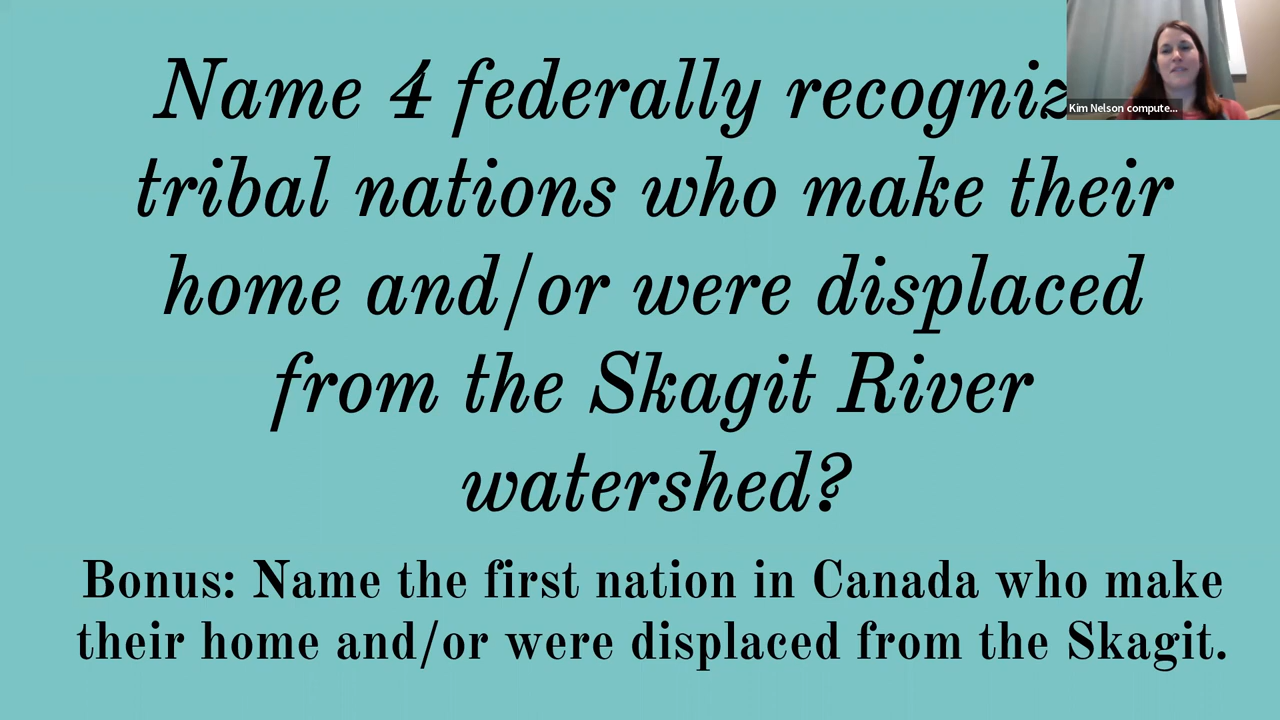 Name 4 federally recogniz
tribal nations who make their
home and/or were displaced
from the Skagit River
watershed?
Bonus: Name the first nation in Canada who make
their home and/or were displaced from the Skagit.
Kim Nelson compute...